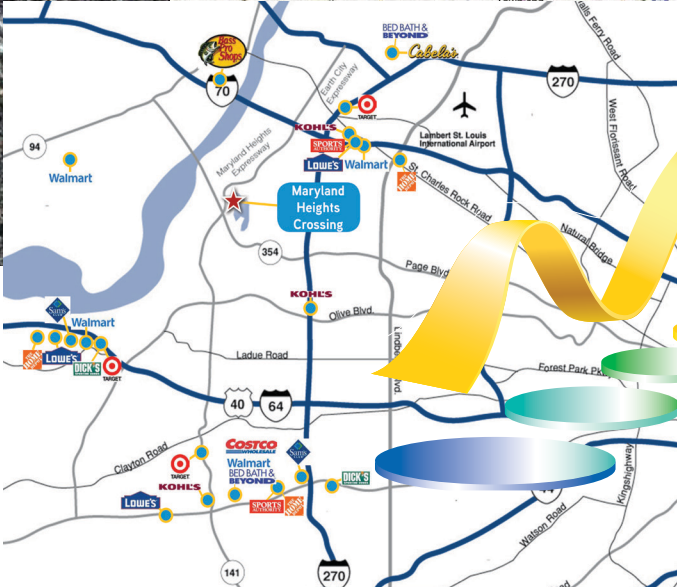 BED BATH &
BEYOND
Cabela's
Bass
Pro
Shops
70
Earth City
Expressway
TARGET
270
West Florissant Road
Maryland Heights
Expressway
KOHL'S
SPORTS
AUTHORITY
LOWE'S
Walmart
Lambert St. Louis
International Airport
94
Walmart
St. Charles Rock Road
Maryland
Heights
Crossing
Natural Bridge
354
Page Blvd.
KOHL'S
Olive Blvd.
Sam's
Walmart
LOWE'S
DICK'S
TARGET
Ladue Road
Forest Park Pk
40
64
Clayton Road
COSTCO
WHOLESALE
Walmart
BED BATH &
BEYOND
Sam's
TARGET
KOHL'S
LOWE'S
SPORTS
AUTHORITY
DICK'S
Kingshighway
Watson Road
141
270